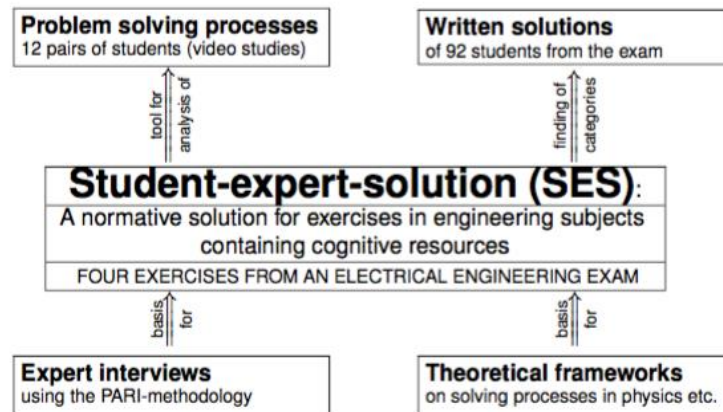 Problem solving processes
12 pairs of students (video studies)
Written solutions
of 92 students from the exam
tool for
analysis of
finding of
categories
Student-expert-solution (SES):
A normative solution for exercises in engineering subjects
containing cognitive resources
FOUR EXERCISES FROM AN ELECTRICAL ENGINEERING EXAM
basis
for
basis
for
Expert interviews
using the PARI-methodology
Theoretical frameworks
on solving processes in physics etc.